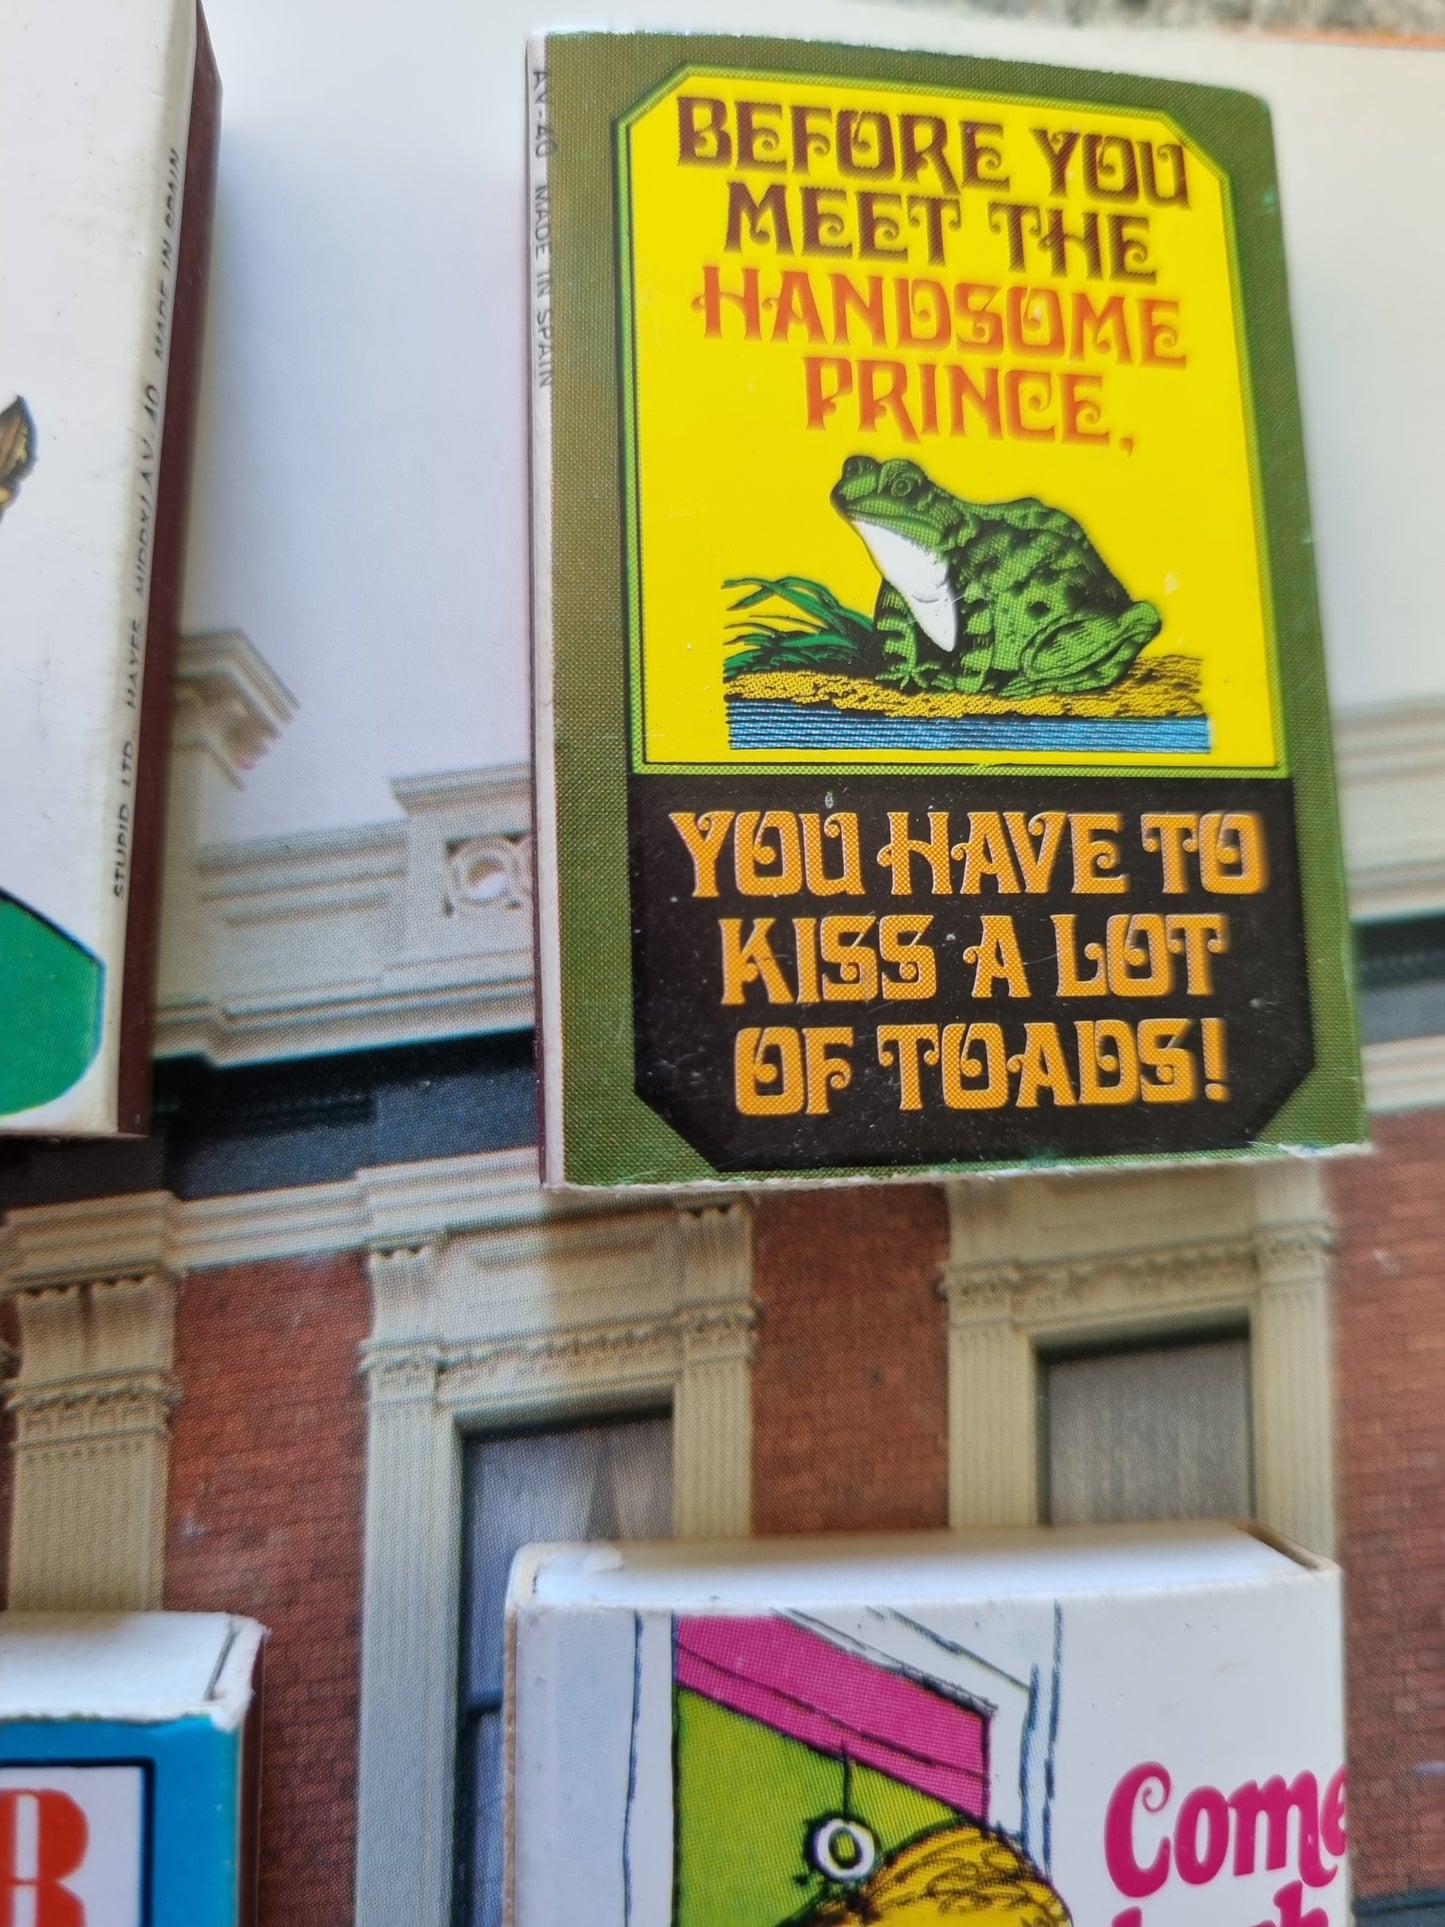 BEFORE YOU
MEET THE
HANDSOME
PRINCE,
YOU HAVE TO
KISS A LOT
OF TOADS!
AV-40 MADE IN SPAIN
STUPID LTD. HAYES, MIDDX/AV-40 MADE IN SPAIN
Come
R